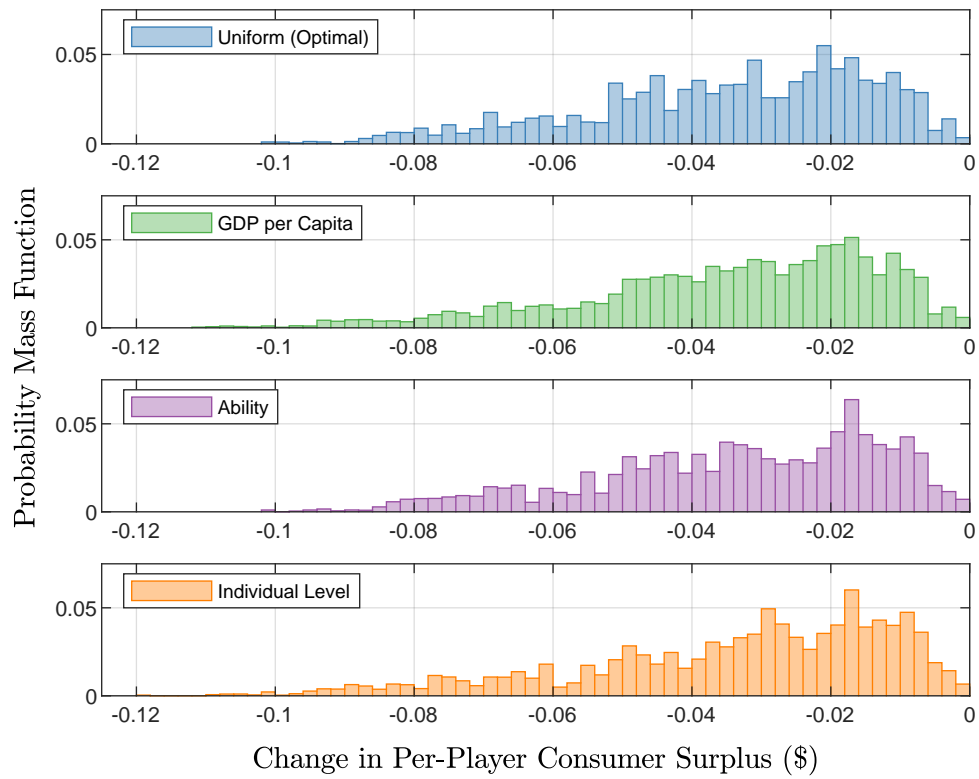 Probability Mass Function
Uniform (Optimal)
0.05
0
-0.12 -0.1 -0.08 -0.06 -0.04 -0.02 0
GDP per Capita
0.05
0
-0.12 -0.1 -0.08 -0.06 -0.04 -0.02 0
Ability
0.05
0
-0.12 -0.1 -0.08 -0.06 -0.04 -0.02 0
Individual Level
0.05
0
-0.12 -0.1 -0.08 -0.06 -0.04 -0.02 0
Change in Per-Player Consumer Surplus ($)